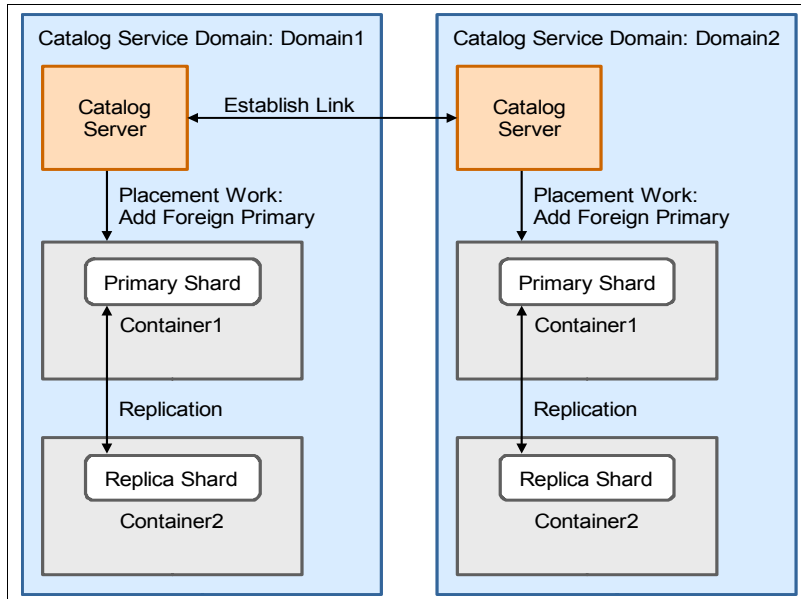 Catalog Service Domain: Domain1
Catalog
Server
Establish Link
Placement Work:
Add Foreign Primary
Primary Shard
Container1
Replication
Replica Shard
Container2
Catalog Service Domain: Domain2
Catalog
Server
Placement Work:
Add Foreign Primary
Primary Shard
Container1
Replication
Replica Shard
Container2